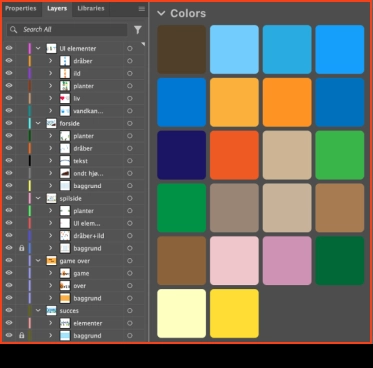 Properties Layers Libraries
Search All
UI elementer
dråber
ild
planter
liv
vandkan...
forside
planter
dråber
tekst
ondt hjø...
baggrund
spilside
planter
UI elem...
dråber+ild
baggrund
game over
game
over
baggrund
succes
elementer
baggrund
Colors